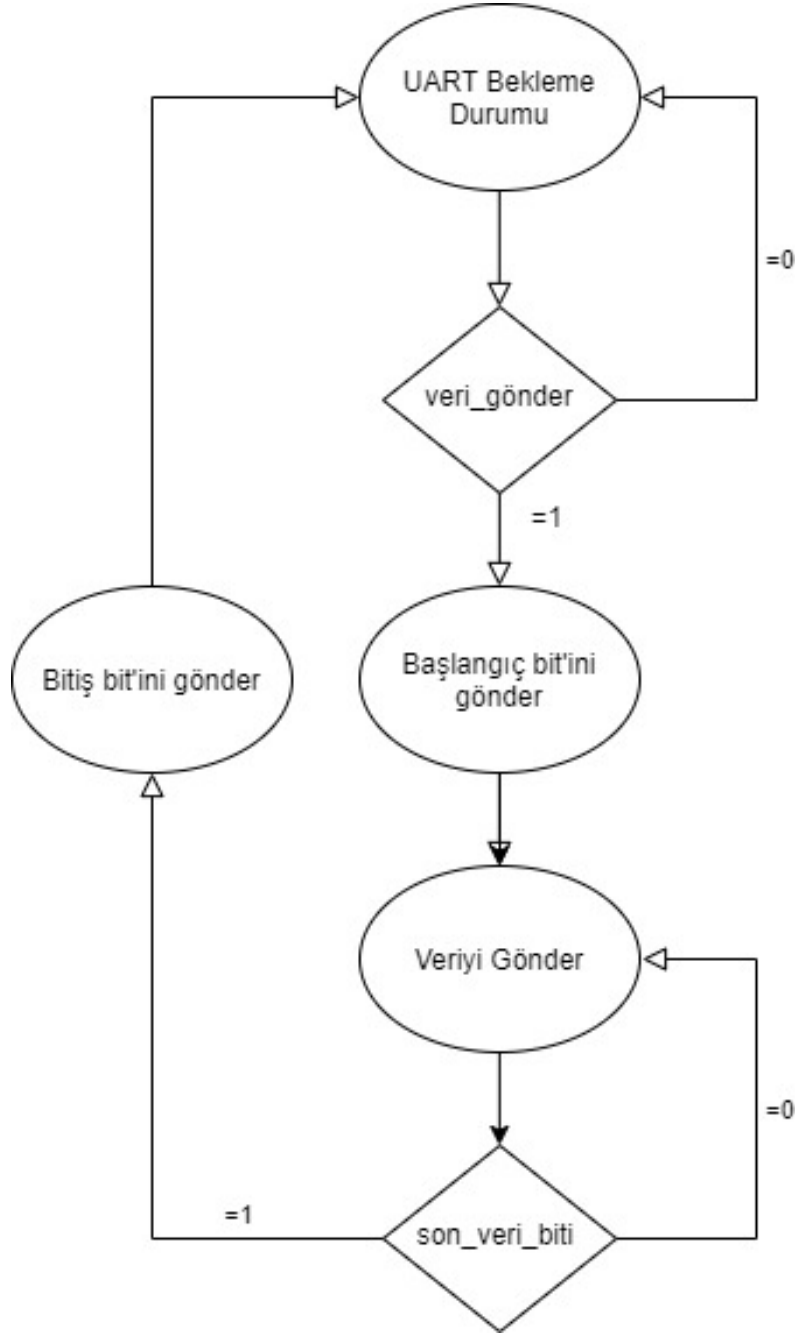 UART Bekleme
Durumu
=0
veri_gönder
=1
Bitiş bit'ini gönder
Başlangıç bit'ini
gönder
Veriyi Gönder
=0
=1
son_veri_biti